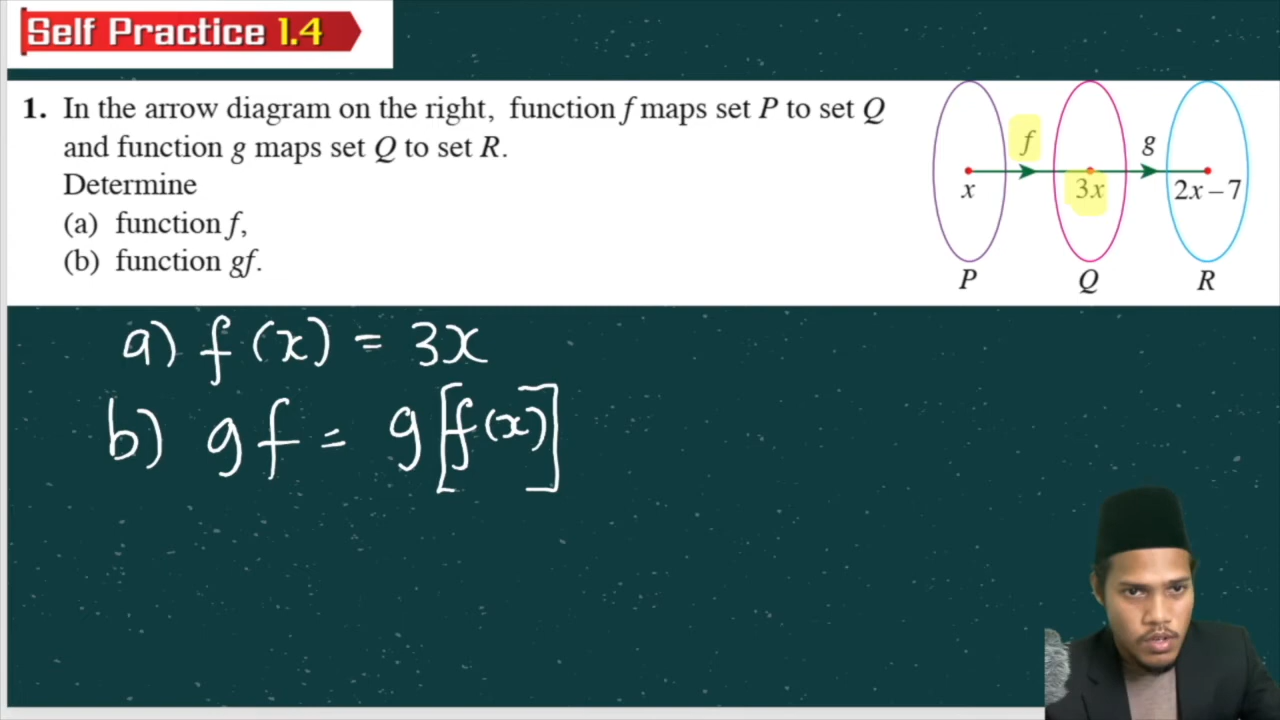 Self Practice 1.4
1. In the arrow diagram on the right, function f maps set P to set Q
and function g maps set Q to set R.
Determine
(a) function f,
(b) function gf.
f
g
x
3x
2x – 7
P
Q
R
a) f(x) = 3x
b) gf = g[f(x)]